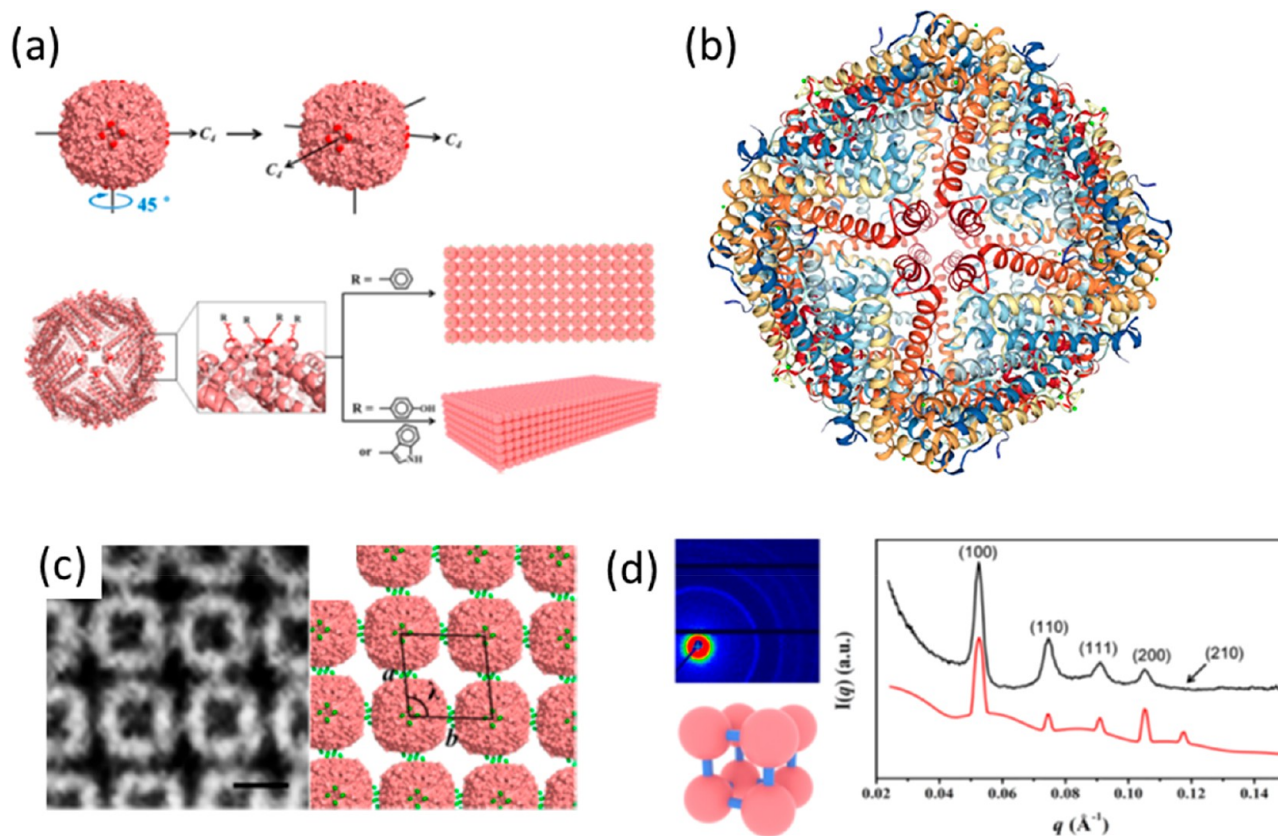 (a)
C₄
C₄
C₄
45 °
R
R
R
R
R =
R =
OH
or
NH
(b)
(c)
a
λ
b
(d)
I(q) (a.u.)
(100)
(110)
(111)
(200)
(210)
0.02
0.04
0.06
0.08
0.10
0.12
0.14
q (Å⁻¹)